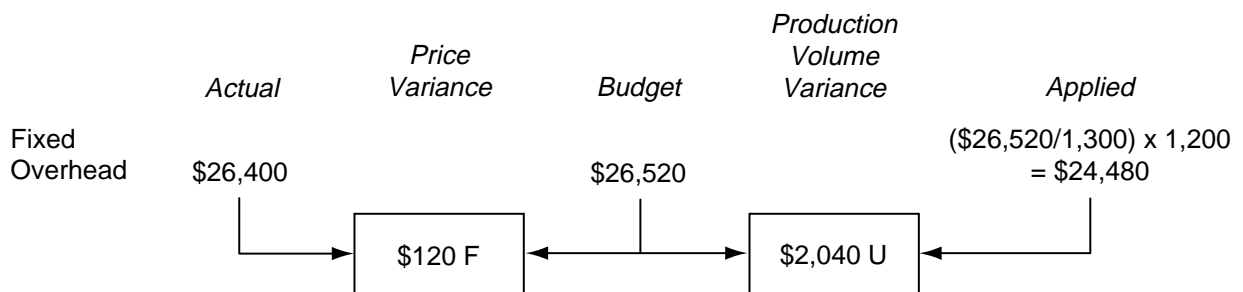 Actual
Price
Variance
Budget
Production
Volume
Variance
Applied
Fixed
Overhead
$26,400
$26,520
($26,520/1,300) x 1,200
= $24,480
$120 F
$2,040 U